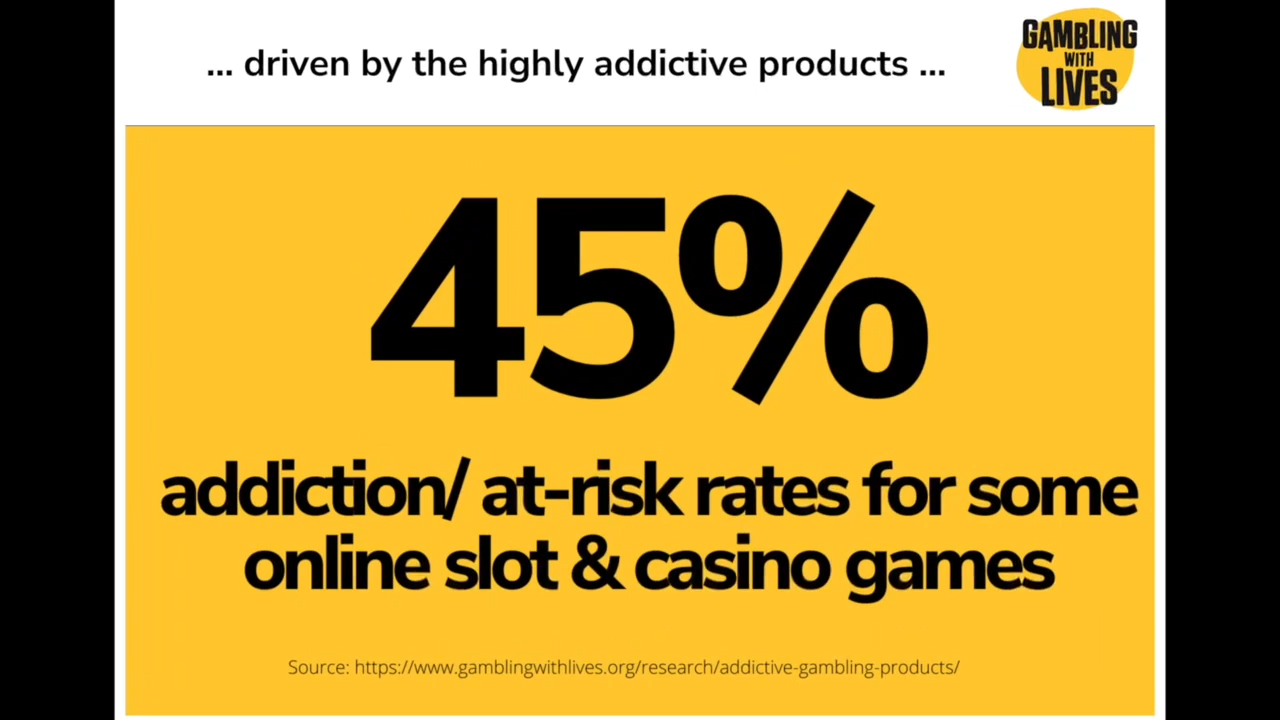 ... driven by the highly addictive products ...
GAMBLING
WITH
LIVES
45%
addiction/ at-risk rates for some
online slot & casino games
Source: https://www.gamblingwithlives.org/research/addictive-gambling-products/